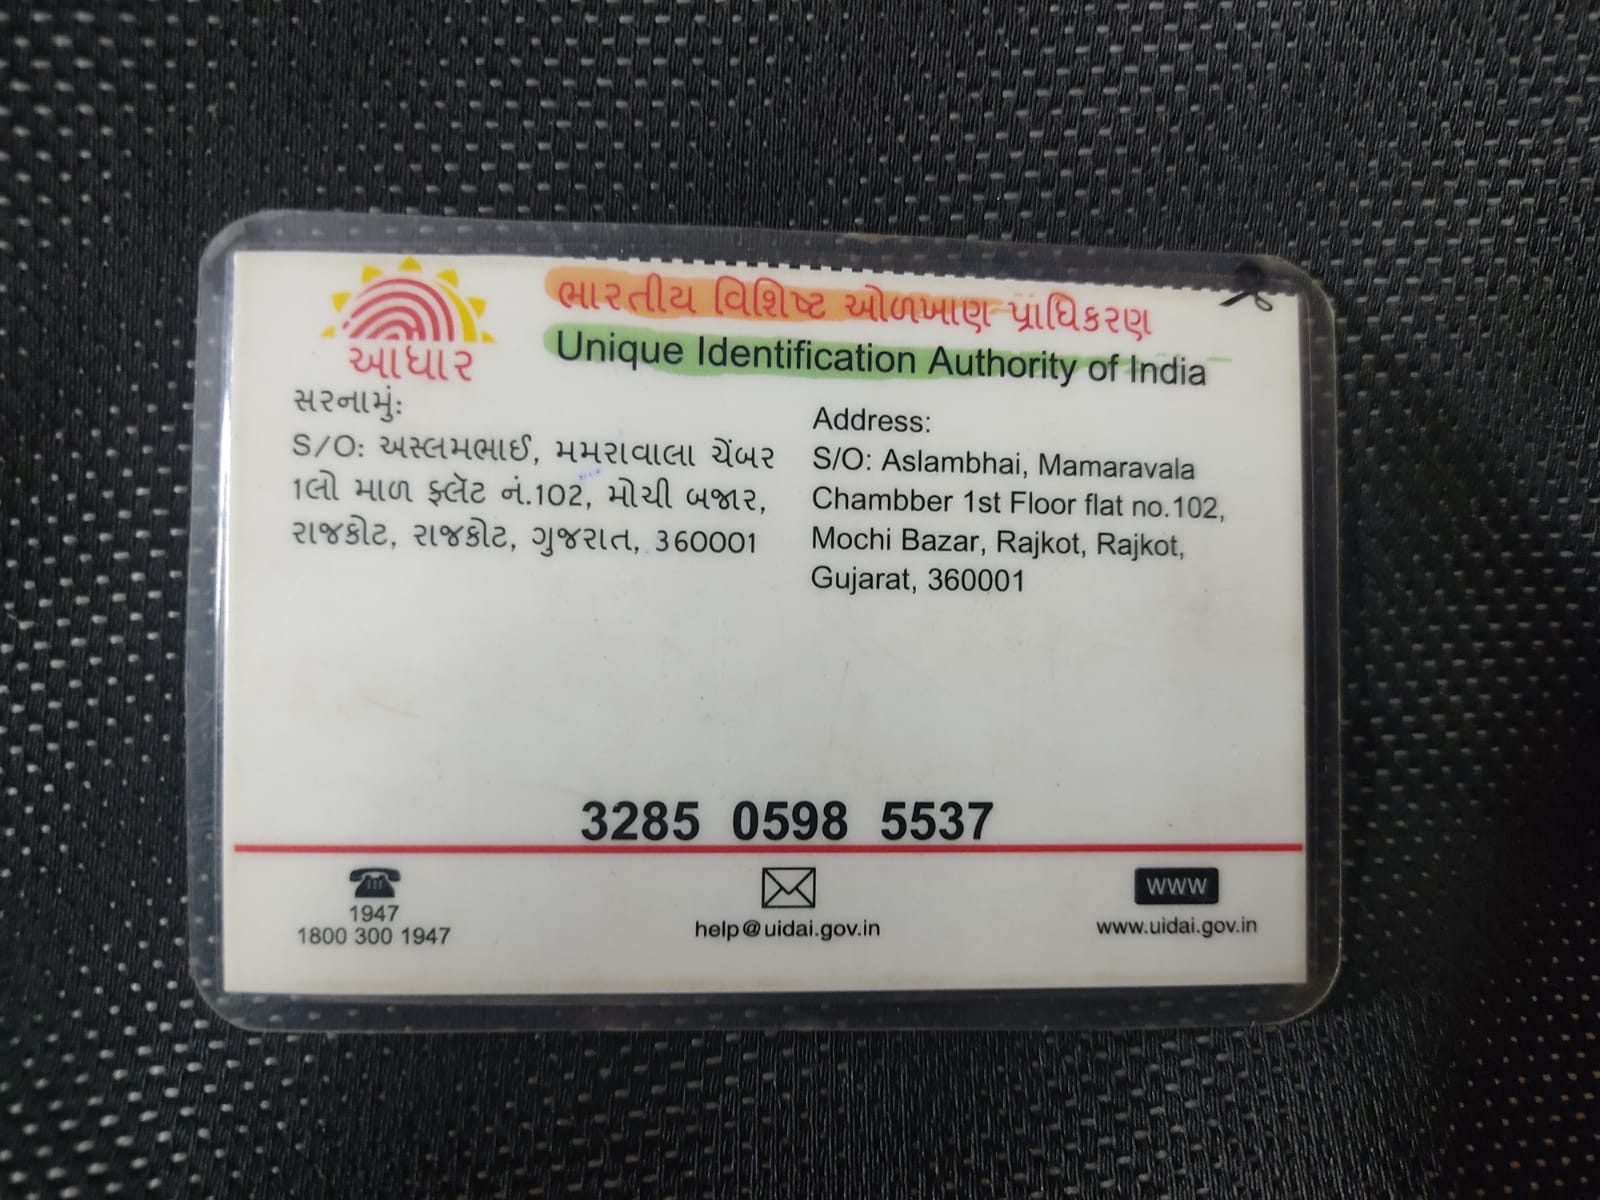 આધાર
ભારતીય વિશિષ્ટ ઓળખાણ પ્રાધિકરણ
Unique Identification Authority of India
સરનામું:
S/O: અસ્લમભાઈ, મમરાવાલા ચેંબર
1લો માળ ફ્લૅટ નં.102, મોચી બજાર,
રાજકોટ, રાજકોટ, ગુજરાત, 360001
Address:
S/O: Aslambhai, Mamaravala
Chambber 1st Floor flat no.102,
Mochi Bazar, Rajkot, Rajkot,
Gujarat, 360001
3285 0598 5537
1947
1800 300 1947
help@uidai.gov.in
www
www.uidai.gov.in